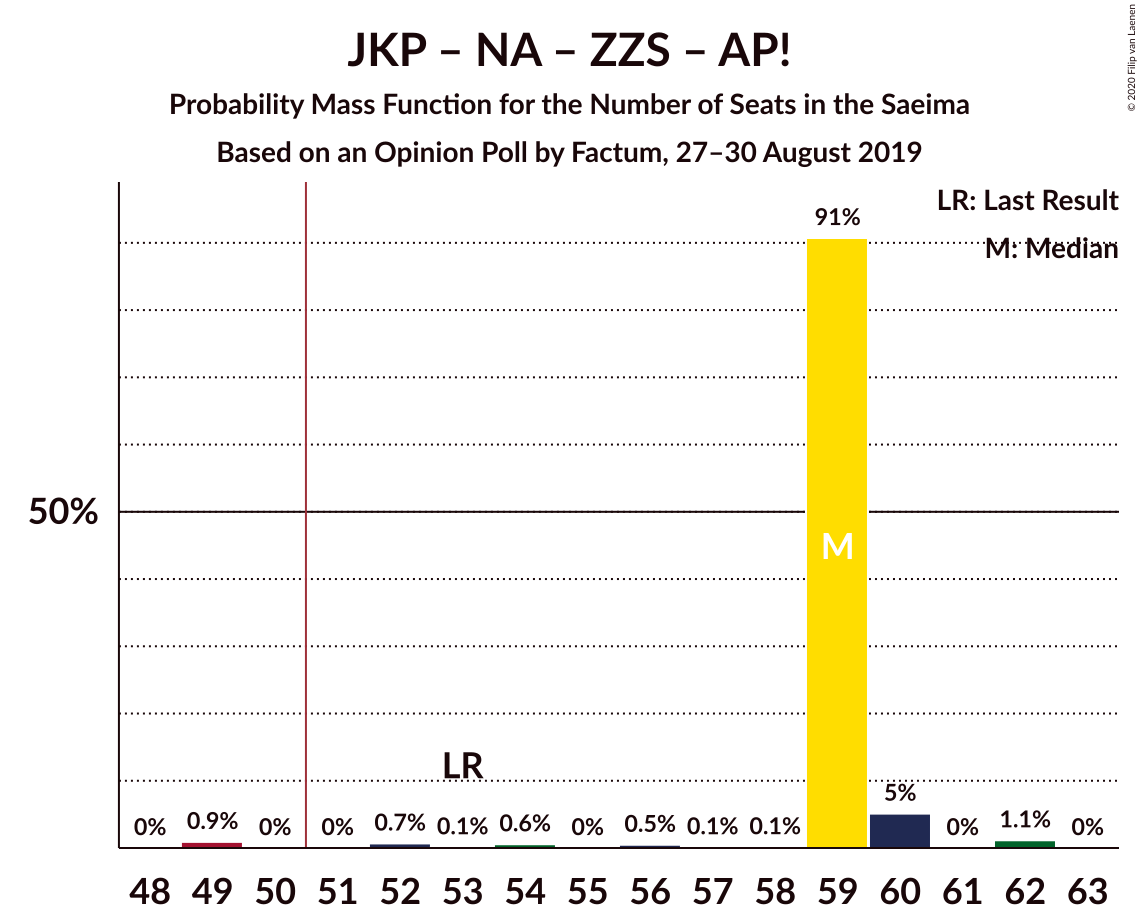 JKP – NA – ZZS – AP!
Probability Mass Function for the Number of Seats in the Saeima
Based on an Opinion Poll by Factum, 27–30 August 2019
© 2020 Filip van Laenen
LR: Last Result
M: Median
91%
50%
M
LR
0% 0.9% 0% 0% 0.7% 0.1% 0.6% 0% 0.5% 0.1% 0.1% 5% 0% 1.1% 0%
48 49 50 51 52 53 54 55 56 57 58 59 60 61 62 63